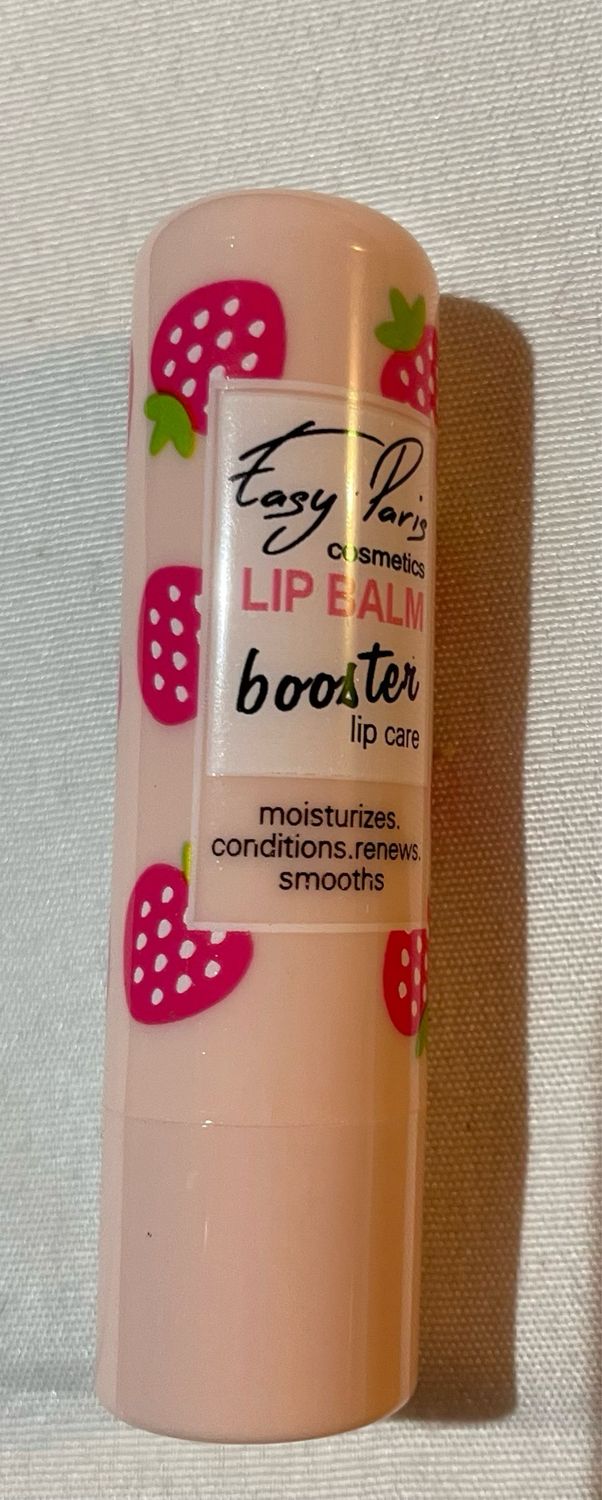 Easy Paris
cosmetics
LIP BALM
booster
lip care
moisturizes.
conditions.renews.
smooths